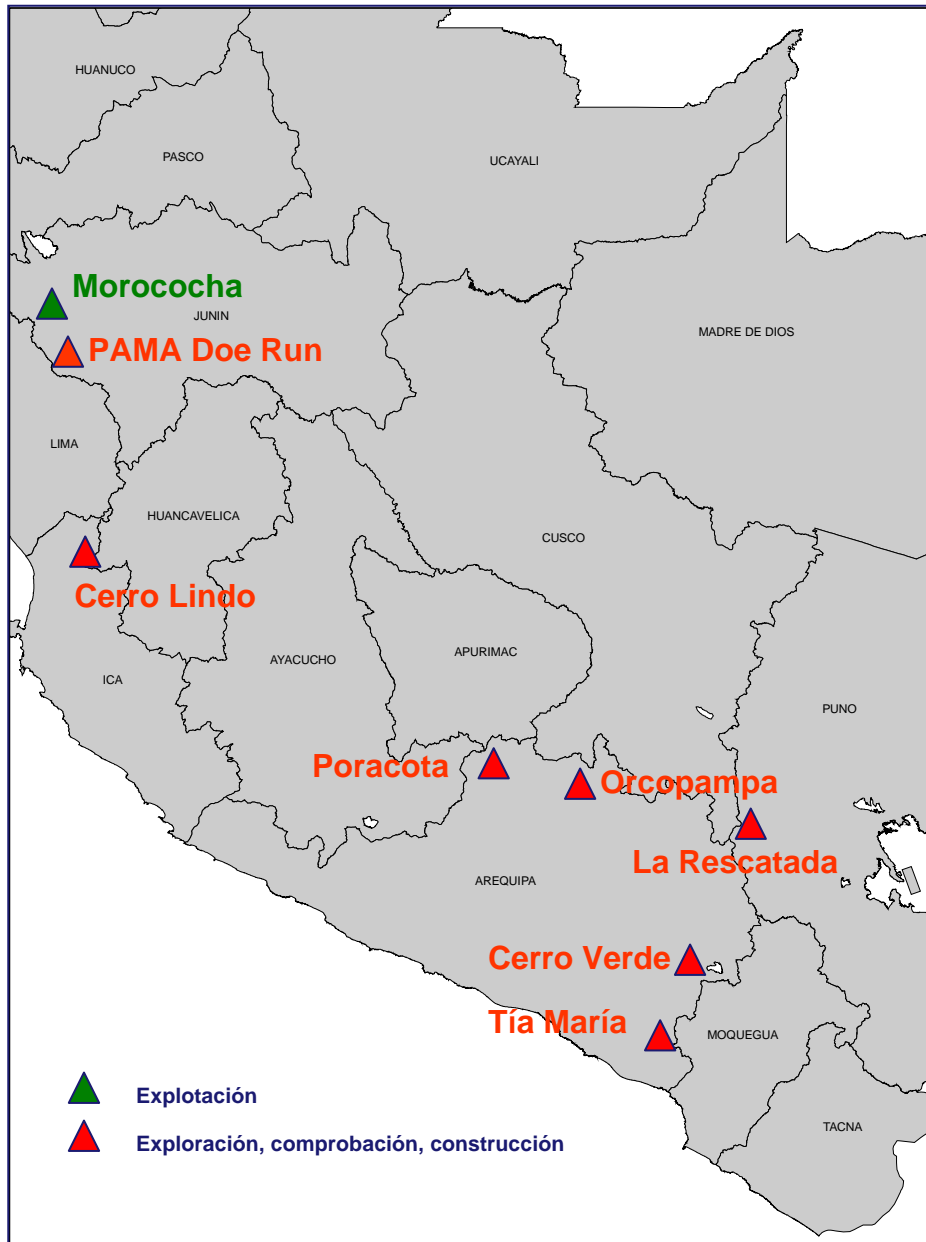 HUANUCO
PASCO
UCAYALI
Morococha
JUNIN
MADRE DE DIOS
PAMA Doe Run
LIMA
HUANCAVELICA
CUSCO
Cerro Lindo
AYACUCHO
APURIMAC
ICA
PUNO
Poracota
Orcopampa
La Rescatada
AREQUIPA
Cerro Verde
Tía María
MOQUEGUA
Explotación
TACNA
Exploración, comprobación, construcción